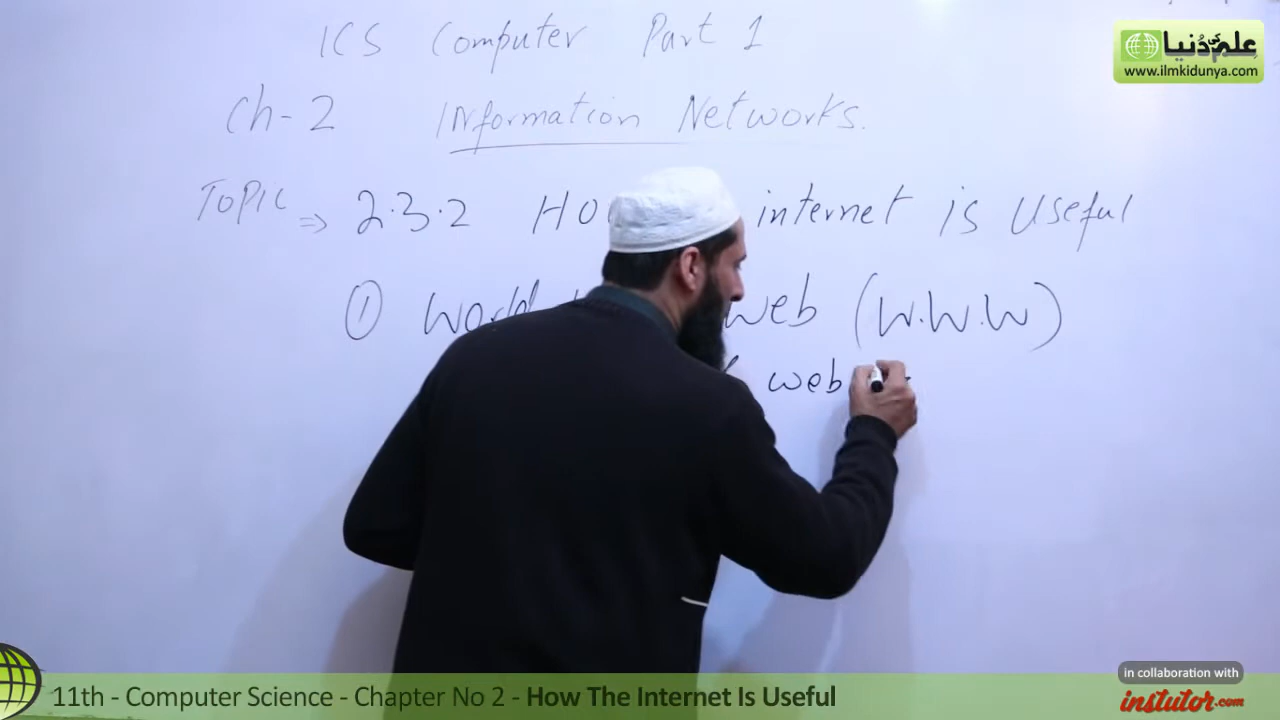 ICS Computer Part 1
علم کی دُنیا
www.ilmkidunya.com
Ch-2 Information Networks.
Topic ⇒ 2.3.2 internet is Useful
① World web (W.W.W)
web
in collaboration with
instutor.com
11th - Computer Science - Chapter No 2 - How The Internet Is Useful